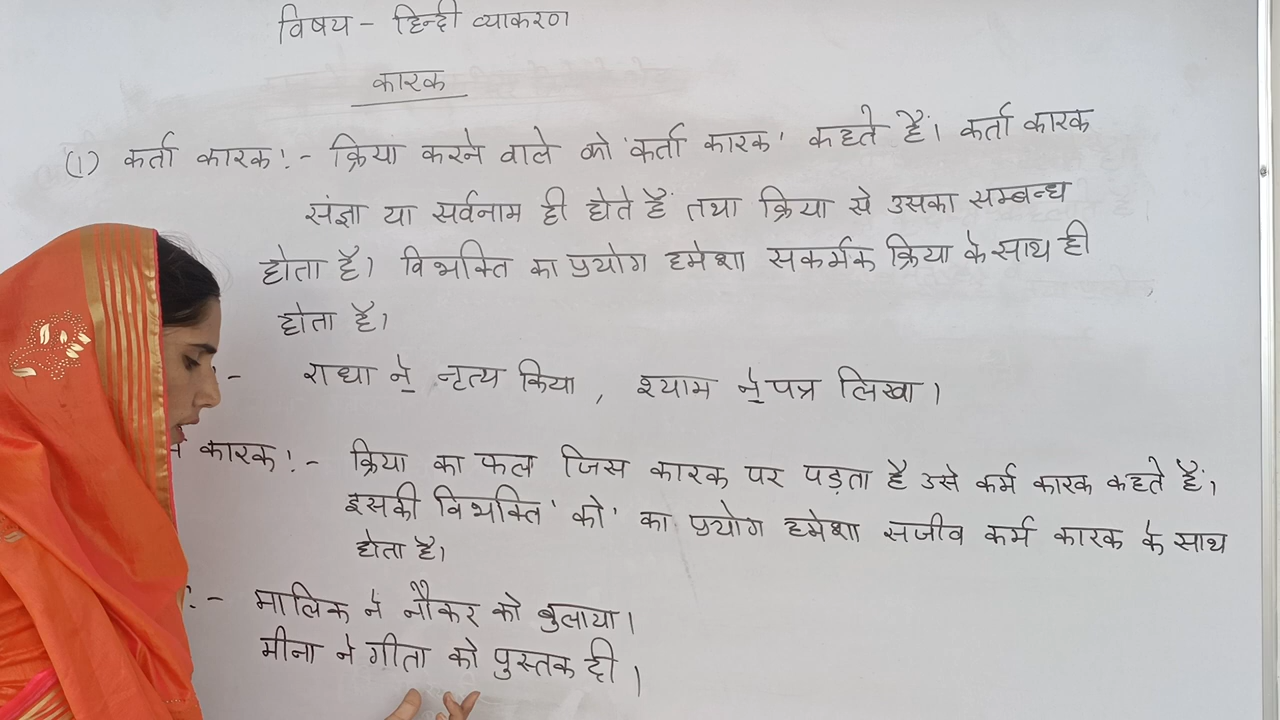 विषय - हिन्दी व्याकरण
कारक
(1) कर्ता कारक :- क्रिया करने वाले को 'कर्ता कारक' कहते हैं। कर्ता कारक
संज्ञा या सर्वनाम ही होते हैं तथा क्रिया से उसका सम्बन्ध
होता है। विभक्ति का प्रयोग हमेशा सकर्मक क्रिया के साथ ही
होता है।
- राधा ने नृत्य किया , श्याम ने पत्र लिखा।
कारक :- क्रिया का फल जिस कारक पर पड़ता है उसे कर्म कारक कहते हैं।
इसकी विभक्ति 'को' का प्रयोग हमेशा सजीव कर्म कारक के साथ
होता है।
:- मालिक ने नौकर को बुलाया।
मीना ने गीता को पुस्तक दी।